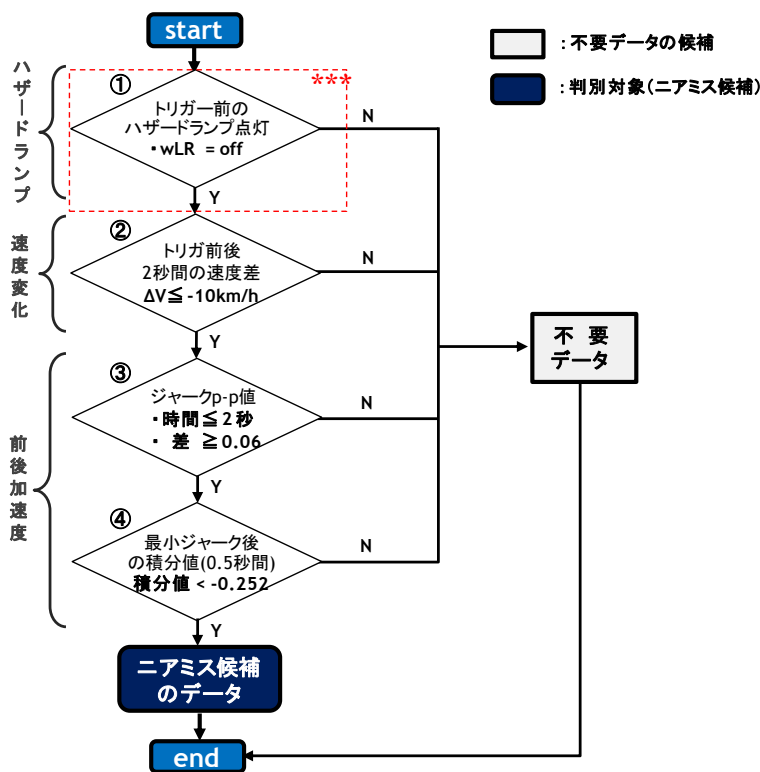 start
：不要データの候補
：判別対象（ニアミス候補）
ハザードランプ
①
***
トリガー前の
ハザードランプ点灯
・wLR = off
N
Y
速度変化
②
トリガ前後
2秒間の速度差
ΔV≦ -10km/h
N
Y
不 要
データ
前後加速度
③
ジャークp-p値
・時間≦2秒
・ 差 ≧0.06
N
Y
④
最小ジャーク後
の積分値(0.5秒間)
積分値 < -0.252
N
Y
ニアミス候補
のデータ
end